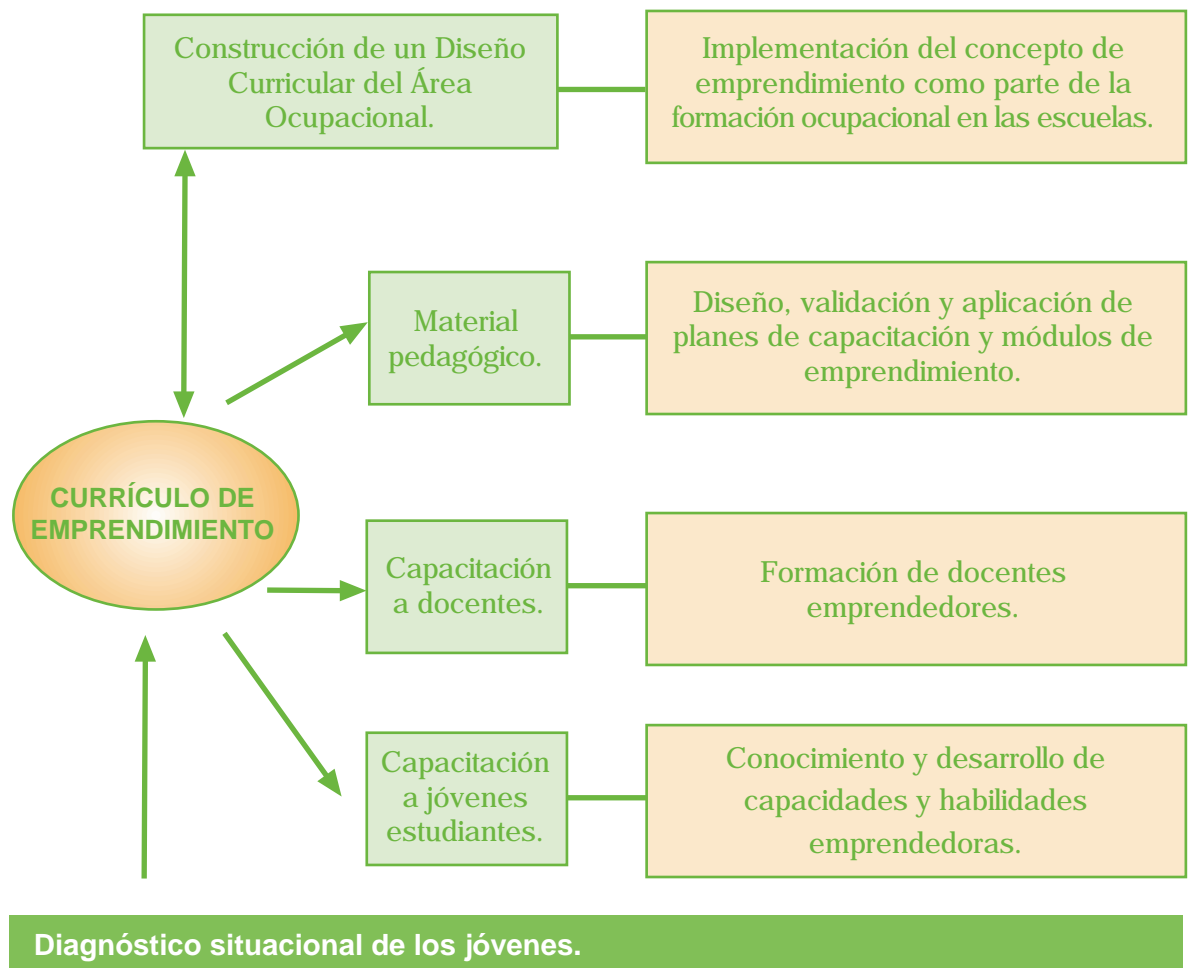 Construcción de un Diseño
Curricular del Área
Ocupacional.
Implementación del concepto de
emprendimiento como parte de la
formación ocupacional en las escuelas.
Material
pedagógico.
Diseño, validación y aplicación de
planes de capacitación y módulos de
emprendimiento.
CURRÍCULO DE
EMPRENDIMIENTO
Capacitación
a docentes.
Formación de docentes
emprendedores.
Capacitación
a jóvenes
estudiantes.
Conocimiento y desarrollo de
capacidades y habilidades
emprendedoras.
Diagnóstico situacional de los jóvenes.